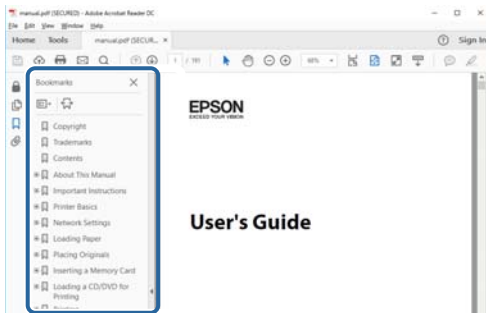 manual.pdf (SECURED) - Adobe Acrobat Reader DC
File Edit View Window Help
Home Tools manual.pdf (SECUR... × Sign In
1 / 191
Bookmarks
Copyright
Trademarks
Contents
About This Manual
Important Instructions
Printer Basics
Network Settings
Loading Paper
Placing Originals
Inserting a Memory Card
Loading a CD/DVD for
Printing
EPSON
EXCEED YOUR VISION
User's Guide